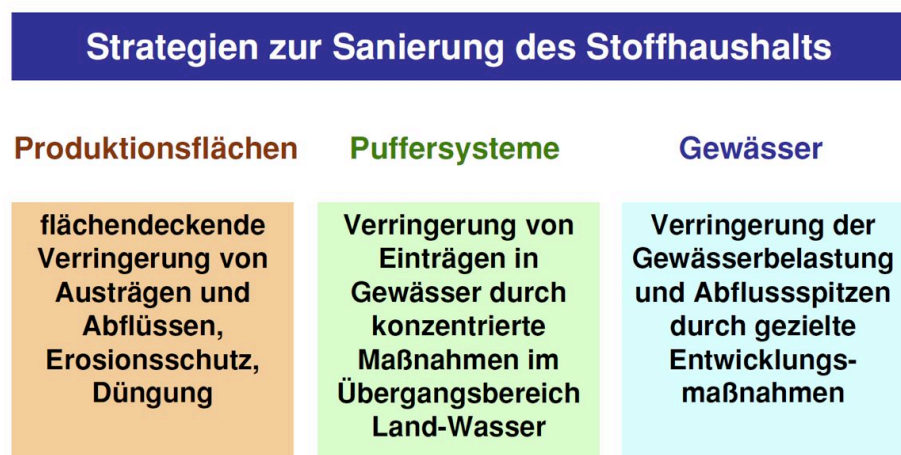 Strategien zur Sanierung des Stoffhaushalts
Produktionsflächen
flächendeckende
Verringerung von
Austrägen und
Abflüssen,
Erosionsschutz,
Düngung
Puffersysteme
Verringerung von
Einträgen in
Gewässer durch
konzentrierte
Maßnahmen im
Übergangsbereich
Land-Wasser
Gewässer
Verringerung der
Gewässerbelastung
und Abflussspitzen
durch gezielte
Entwicklungs-
maßnahmen